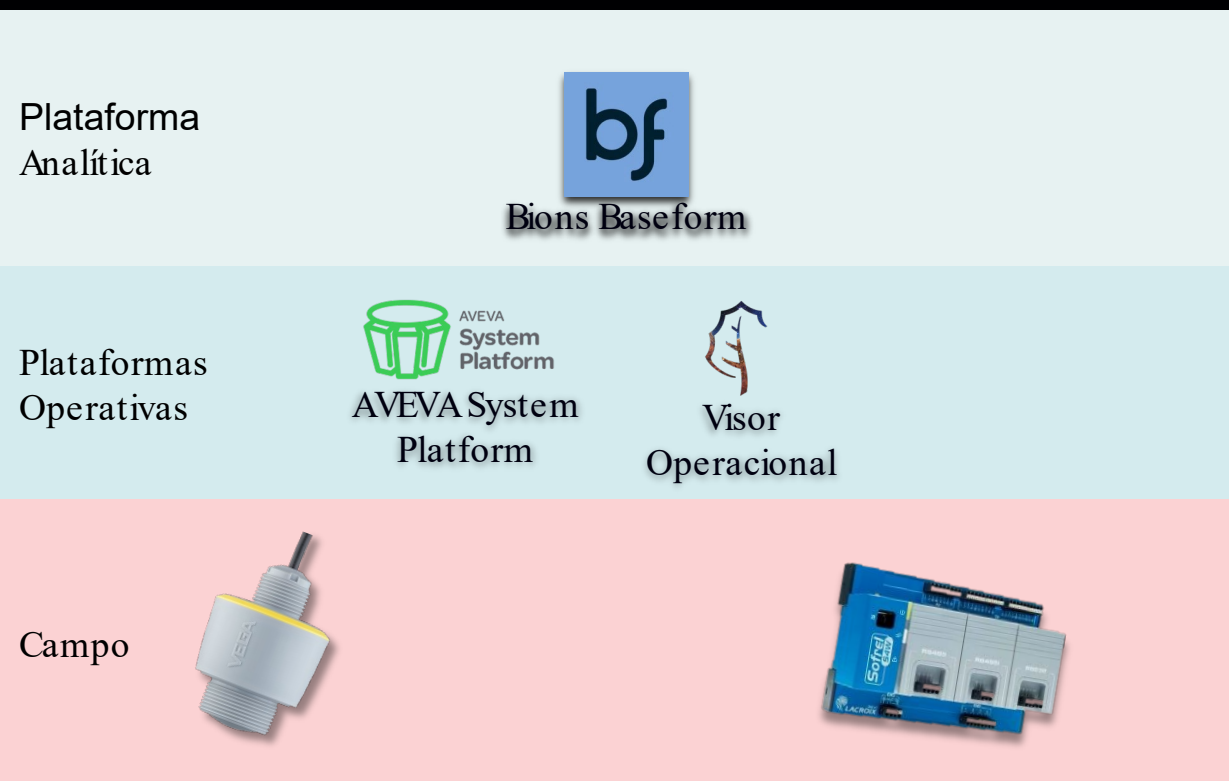 Plataforma
Analítica
bf
Bions Baseform
Plataformas
Operativas
AVEVA
System
Platform
AVEVA System
Platform
Visor
Operacional
Campo
VEGA
Sofrel
S4W
LACROIX